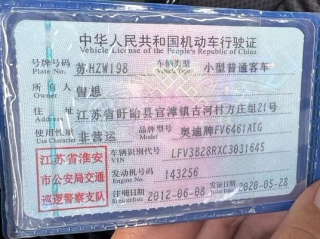 中华人民共和国机动车行驶证
Vehicle License of the People's Republic of China
号牌号码 苏HZW198 车辆类型 小型普通客车
Plate No. Vehicle Type
所有人
Owner
住址 江苏省盱眙县官滩镇古河村方庄组21号
Address
使用性质 非营运 品牌型号 奥迪牌FV6461ATG
Use Character Model
江苏省淮安
市公安局交通
巡逻警察支队
车辆识别代号 LFV3B28RXC3031645
VIN
发动机号码 143256
Engine No.
注册日期 2012-06-08 发证日期 2020-05-28
Register Date Issue Date